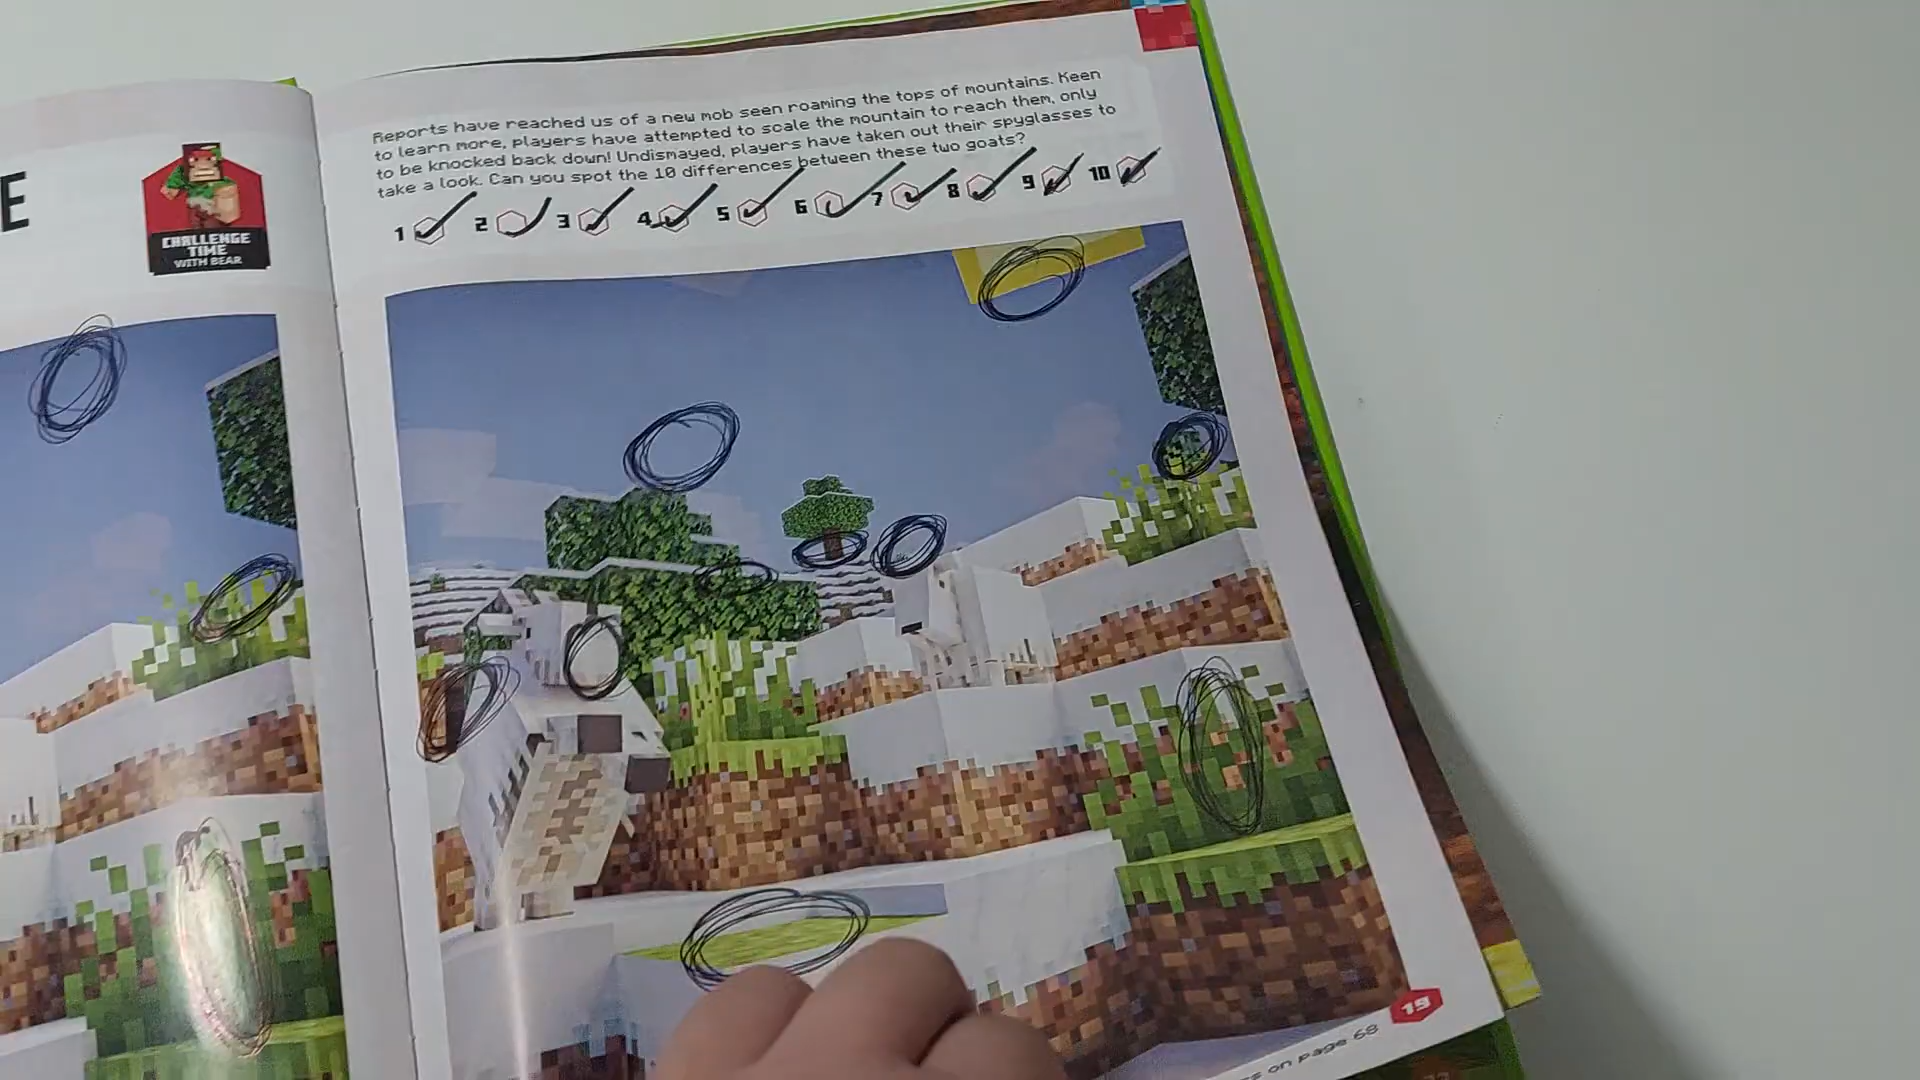 E
CHALLENGE
TIME
WITH BEAR
Reports have reached us of a new mob seen roaming the tops of mountains. Keen
to learn more, players have attempted to scale the mountain to reach them, only
to be knocked back down! Undismayed, players have taken out their spyglasses to
take a look. Can you spot the 10 differences between these two goats?
1 2 3 4 5 6 7 8 9 10
on page 68
19